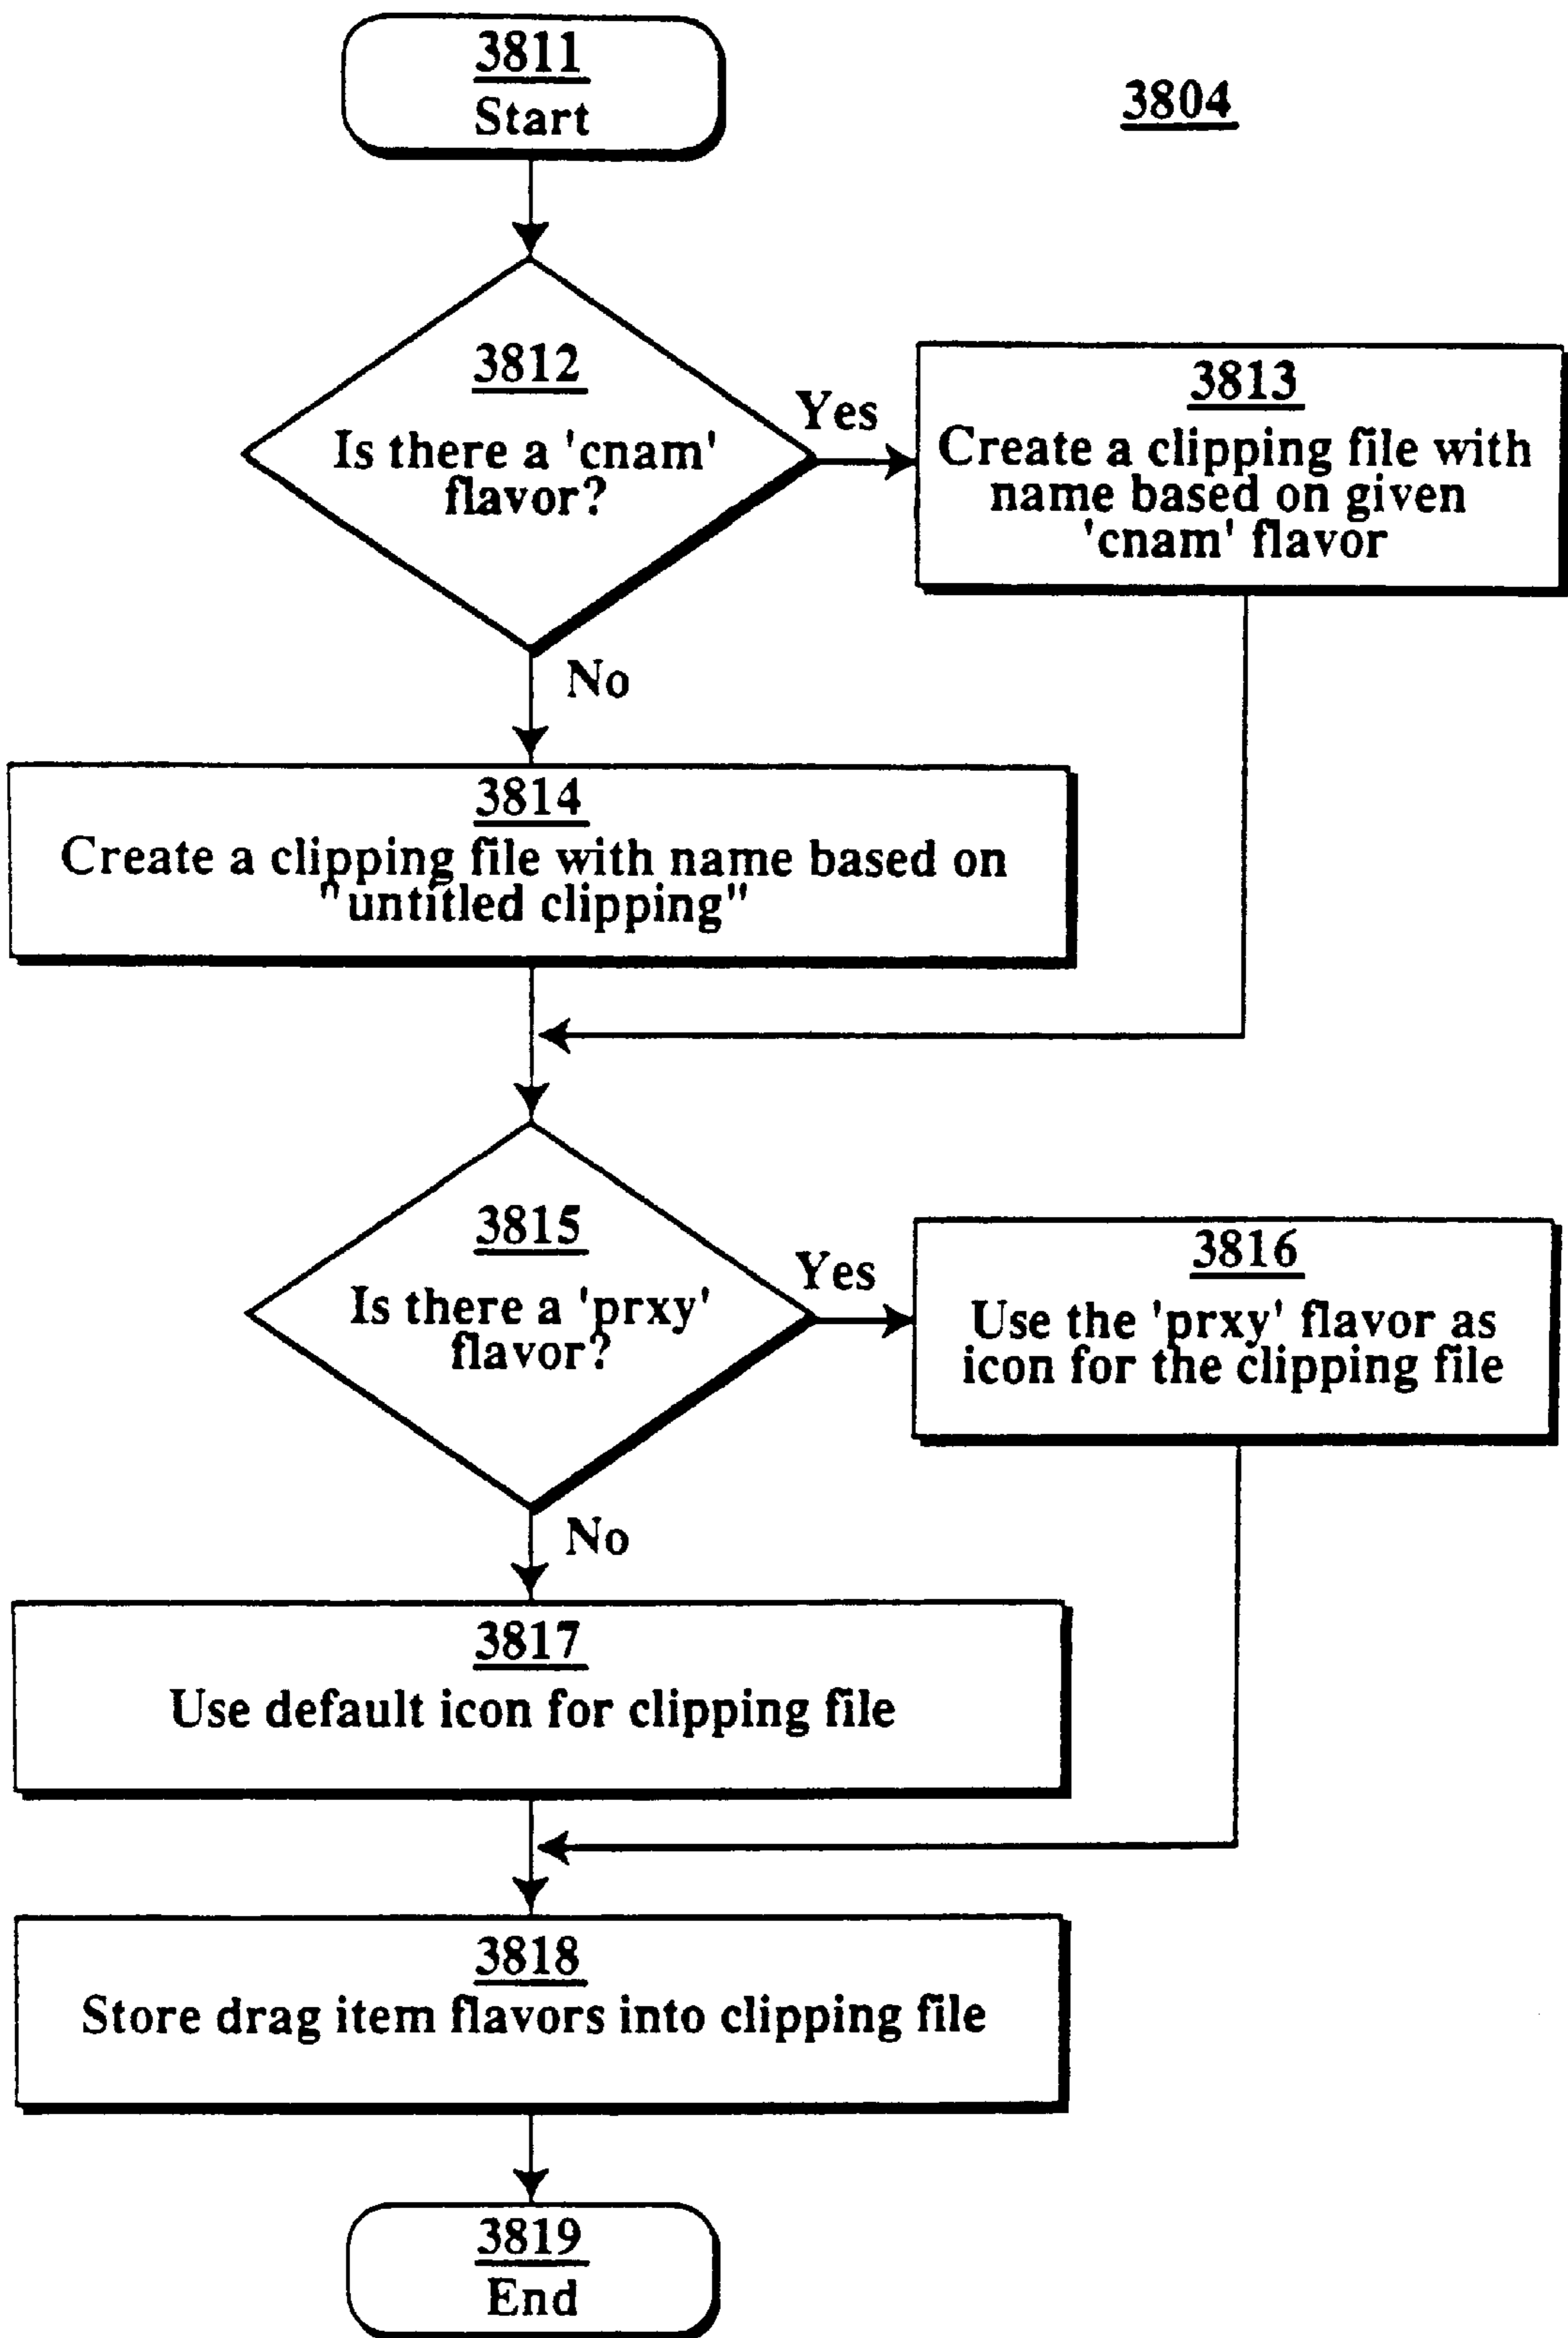 3811
Start
3804
3812
Is there a 'cnam'
flavor?
Yes
3813
Create a clipping file with
name based on given
'cnam' flavor
No
3814
Create a clipping file with name based on
"untitled clipping"
3815
Is there a 'prxy'
flavor?
Yes
3816
Use the 'prxy' flavor as
icon for the clipping file
No
3817
Use default icon for clipping file
3818
Store drag item flavors into clipping file
3819
End